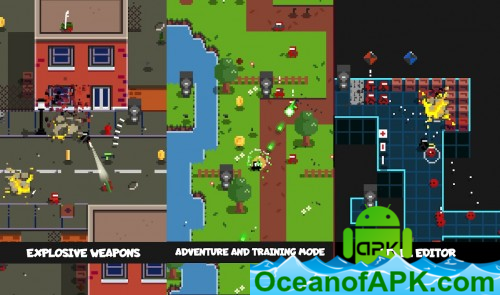 EXPLOSIVE WEAPONS
ADVENTURE AND TRAINING MODE
EDITOR
apk
OceanofAPK.com